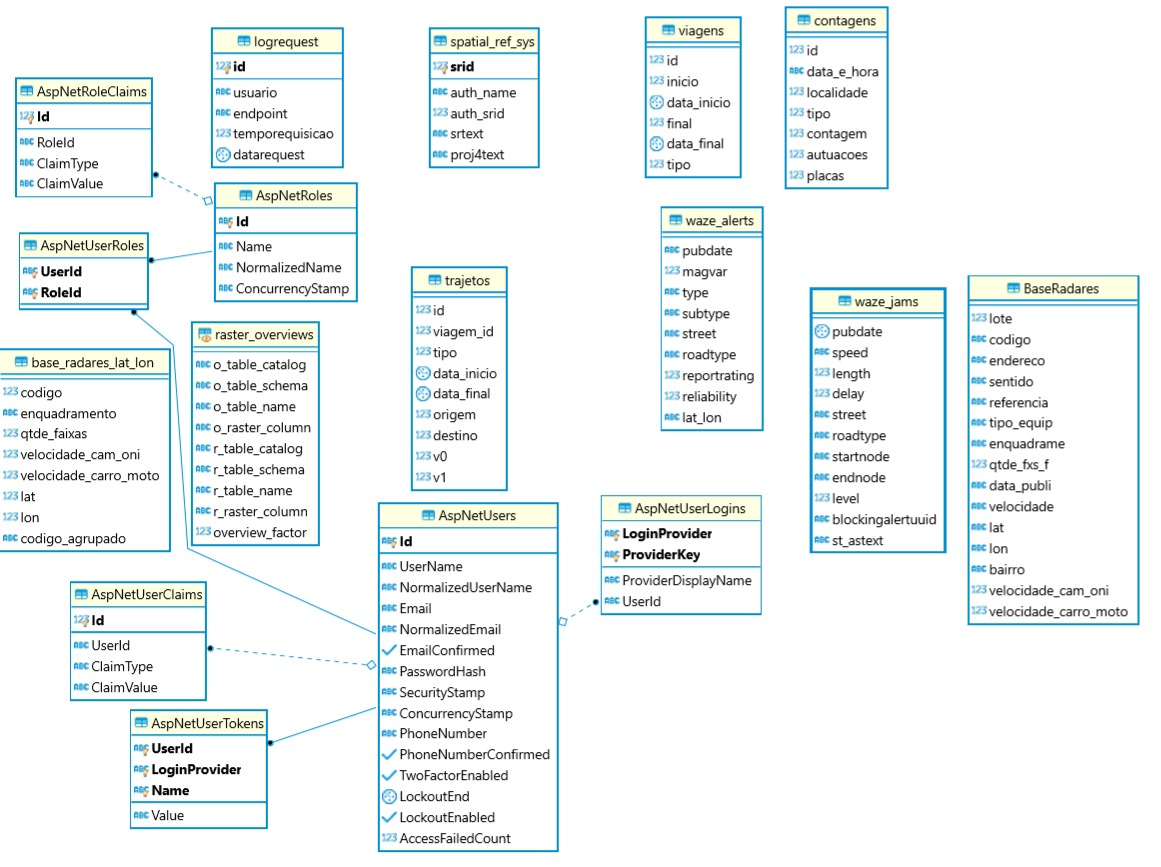 logrequest
id
usuario
endpoint
temporequisicao
datarequest
spatial_ref_sys
srid
auth_name
auth_srid
srtext
proj4text
viagens
id
inicio
data_inicio
final
data_final
tipo
contagens
id
data_e_hora
localidade
tipo
contagem
autuacoes
placas
AspNetRoleClaims
Id
RoleId
ClaimType
ClaimValue
AspNetRoles
Id
Name
NormalizedName
ConcurrencyStamp
AspNetUserRoles
UserId
RoleId
waze_alerts
pubdate
magvar
type
subtype
street
roadtype
reportrating
reliability
lat_lon
trajetos
id
viagem_id
tipo
data_inicio
data_final
origem
destino
v0
v1
waze_jams
pubdate
speed
length
delay
street
roadtype
startnode
endnode
level
blockingalertuuid
st_astext
BaseRadares
lote
codigo
endereco
sentido
referencia
tipo_equip
enquadrame
qtde_fxs_f
data_publi
velocidade
lat
lon
bairro
velocidade_cam_oni
velocidade_carro_moto
base_radares_lat_lon
codigo
enquadramento
qtde_faixas
velocidade_cam_oni
velocidade_carro_moto
lat
lon
codigo_agrupado
raster_overviews
o_table_catalog
o_table_schema
o_table_name
o_raster_column
r_table_catalog
r_table_schema
r_table_name
r_raster_column
overview_factor
AspNetUsers
Id
UserName
NormalizedUserName
Email
NormalizedEmail
EmailConfirmed
PasswordHash
SecurityStamp
ConcurrencyStamp
PhoneNumber
PhoneNumberConfirmed
TwoFactorEnabled
LockoutEnd
LockoutEnabled
AccessFailedCount
AspNetUserLogins
LoginProvider
ProviderKey
ProviderDisplayName
UserId
AspNetUserClaims
Id
UserId
ClaimType
ClaimValue
AspNetUserTokens
UserId
LoginProvider
Name
Value